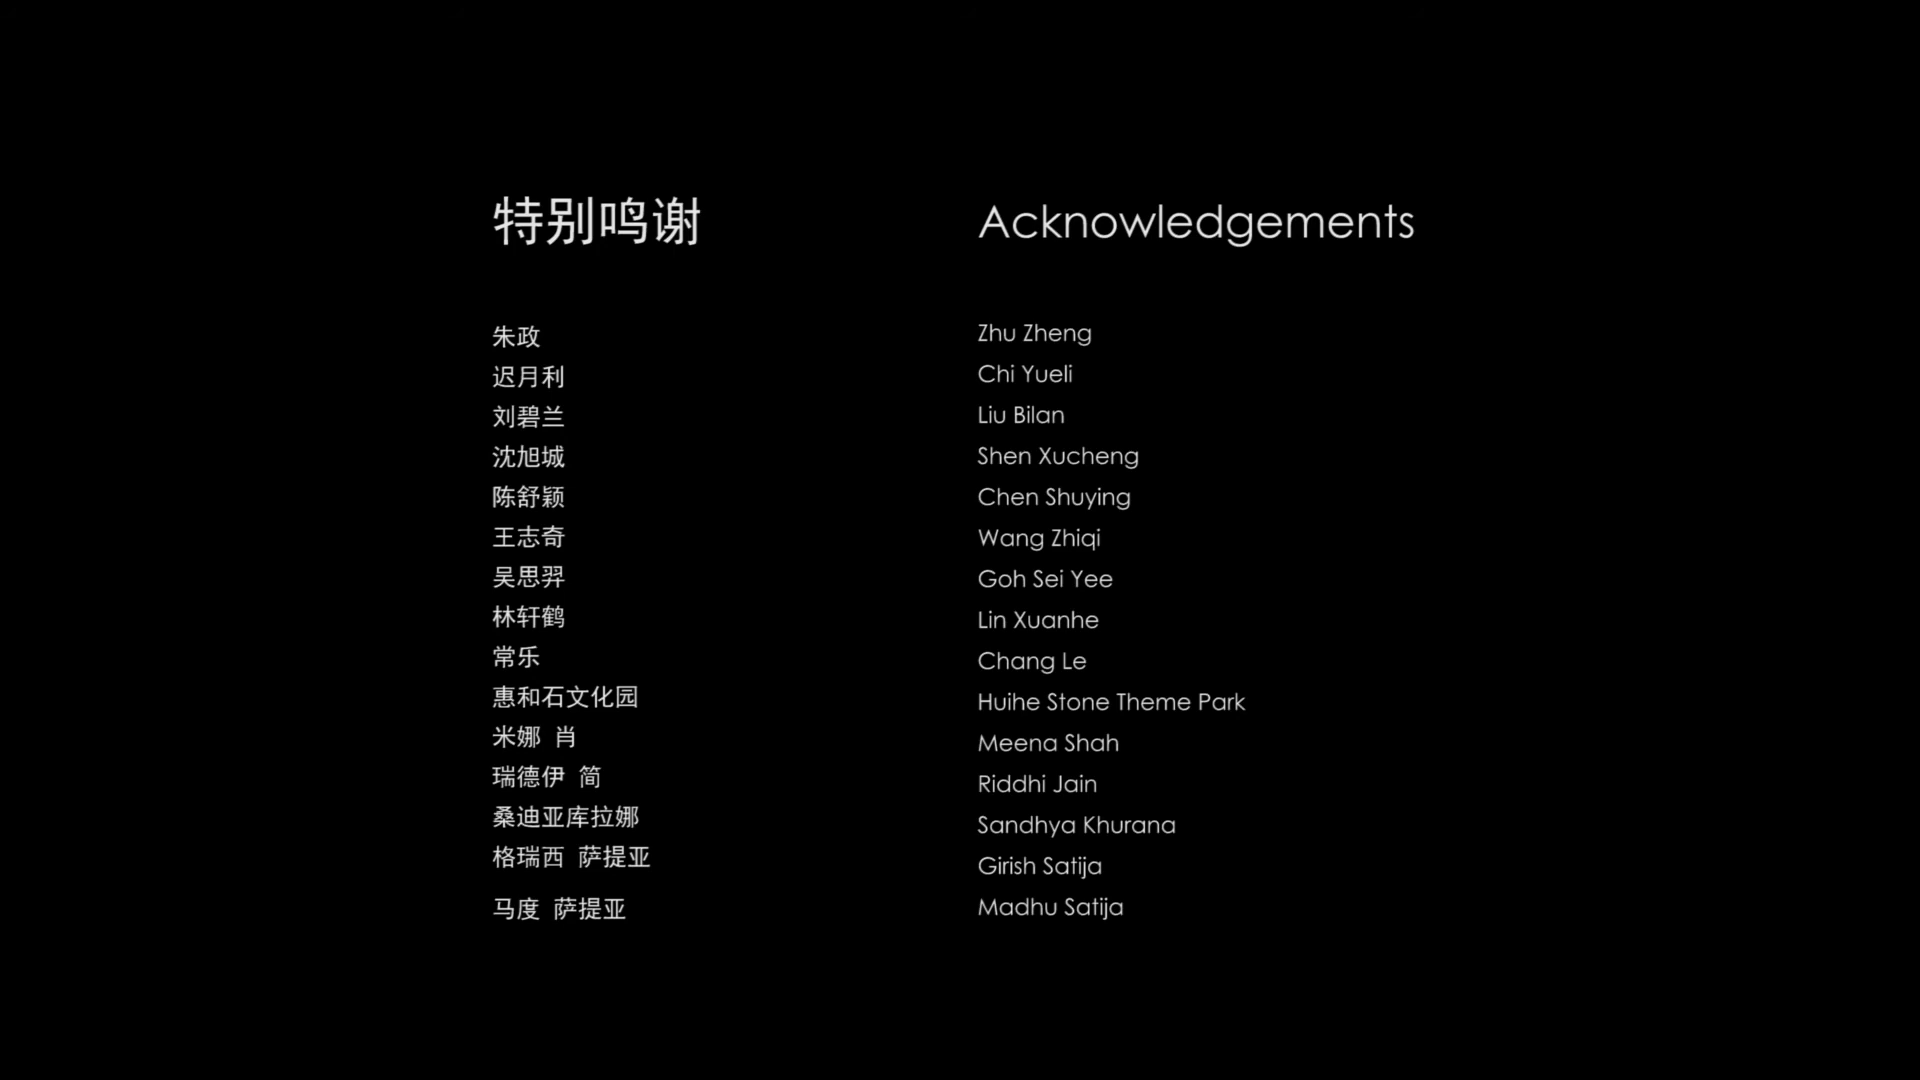 特别鸣谢
朱政
迟月利
刘碧兰
沈旭城
陈舒颖
王志奇
吴思羿
林轩鹤
常乐
惠和石文化园
米娜 肖
瑞德伊 简
桑迪亚库拉娜
格瑞西 萨提亚
马度 萨提亚
Acknowledgements
Zhu Zheng
Chi Yueli
Liu Bilan
Shen Xucheng
Chen Shuying
Wang Zhiqi
Goh Sei Yee
Lin Xuanhe
Chang Le
Huihe Stone Theme Park
Meena Shah
Riddhi Jain
Sandhya Khurana
Girish Satija
Madhu Satija